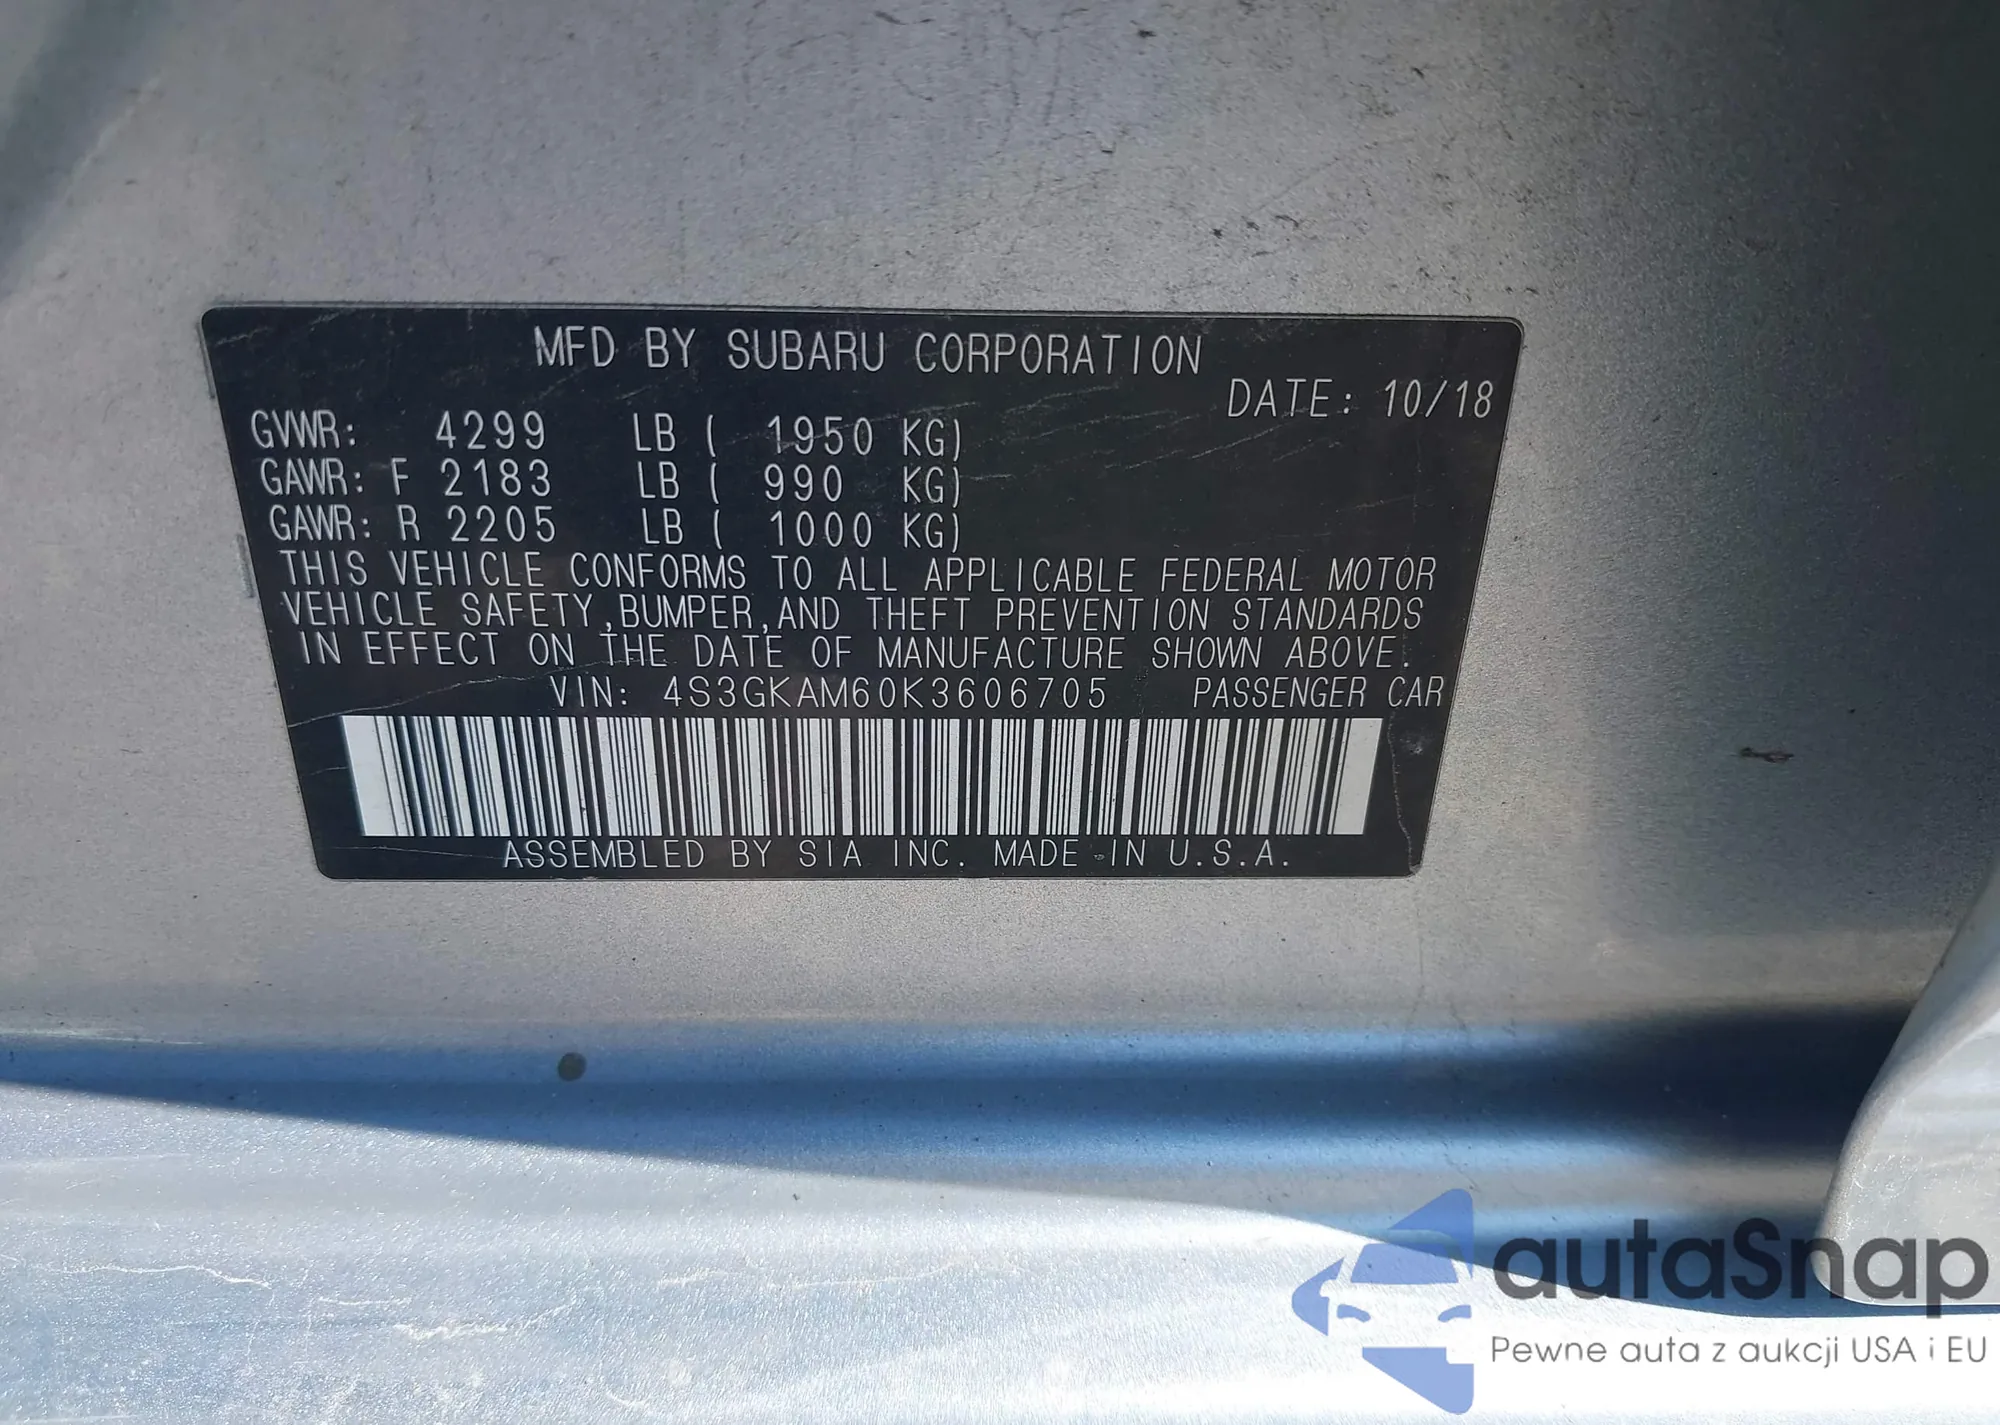 MFD BY SUBARU CORPORATION
DATE: 10/18
GVWR: 4299 LB ( 1950 KG)
GAWR: F 2183 LB ( 990 KG)
GAWR: R 2205 LB ( 1000 KG)
THIS VEHICLE CONFORMS TO ALL APPLICABLE FEDERAL MOTOR
VEHICLE SAFETY,BUMPER,AND THEFT PREVENTION STANDARDS
IN EFFECT ON THE DATE OF MANUFACTURE SHOWN ABOVE.
VIN: 4S3GKAM60K3606705 PASSENGER CAR
ASSEMBLED BY SIA INC. MADE IN U.S.A.
autaSnap
Pewne auta z aukcji USA i EU